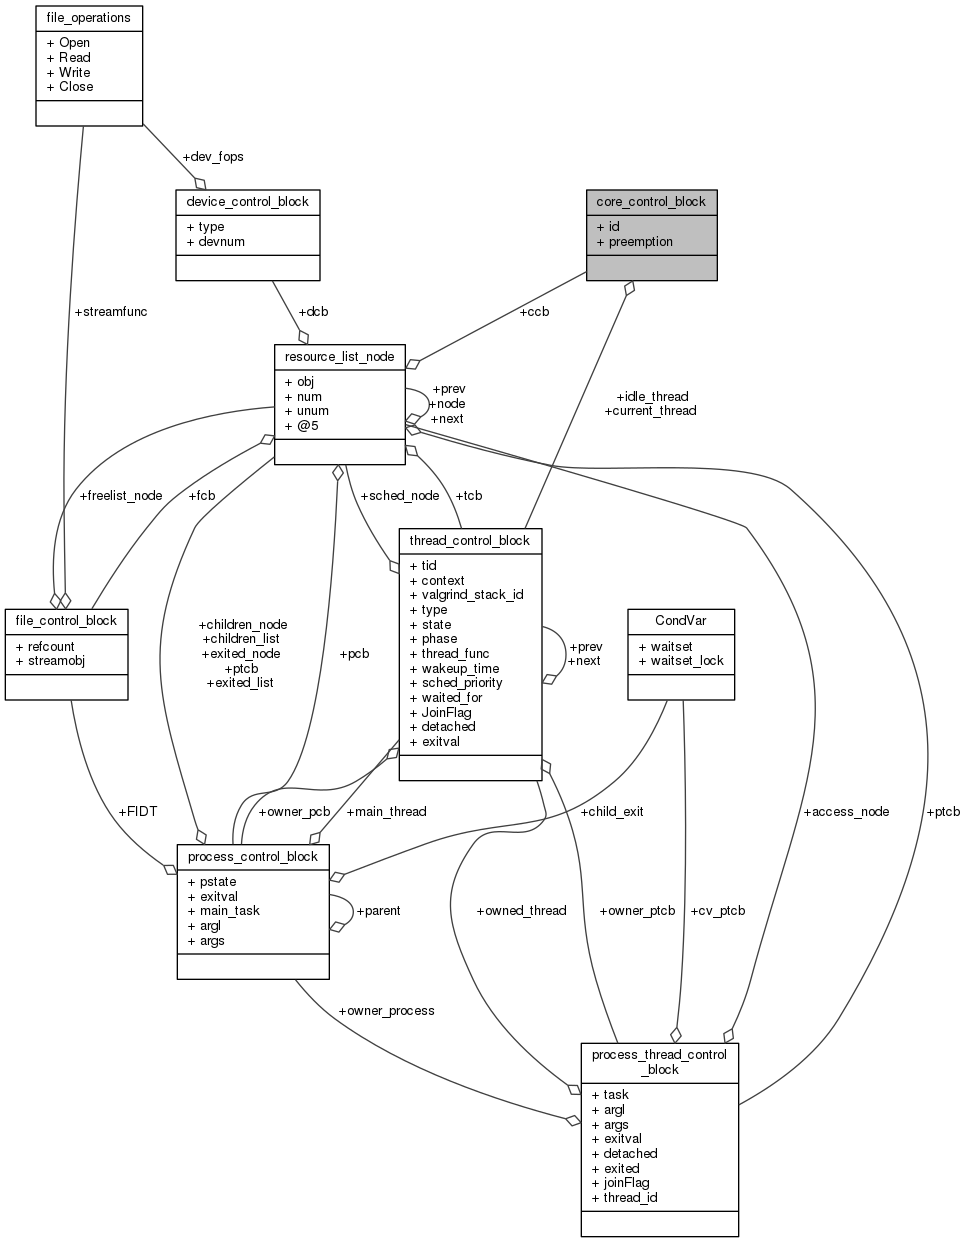 file_operations
+ Open
+ Read
+ Write
+ Close
+dev_fops
device_control_block
+ type
+ devnum
core_control_block
+ id
+ preemption
+streamfunc
+dcb
+ccb
resource_list_node
+ obj
+ num
+ unum
+ @5
+prev
+node
+next
+idle_thread
+current_thread
+freelist_node
+fcb
+sched_node
+tcb
thread_control_block
+ tid
+ context
+ valgrind_stack_id
+ type
+ state
+ phase
+ thread_func
+ wakeup_time
+ sched_priority
+ waited_for
+ JoinFlag
+ detached
+ exitval
file_control_block
+ refcount
+ streamobj
+children_node
+children_list
+exited_node
+ptcb
+exited_list
+pcb
+prev
+next
CondVar
+ waitset
+ waitset_lock
+FIDT
+owner_pcb
+main_thread
+child_exit
+access_node
+ptcb
process_control_block
+ pstate
+ exitval
+ main_task
+ argl
+ args
+parent
+owned_thread
+owner_ptcb
+cv_ptcb
+owner_process
process_thread_control
_block
+ task
+ argl
+ args
+ exitval
+ detached
+ exited
+ joinFlag
+ thread_id